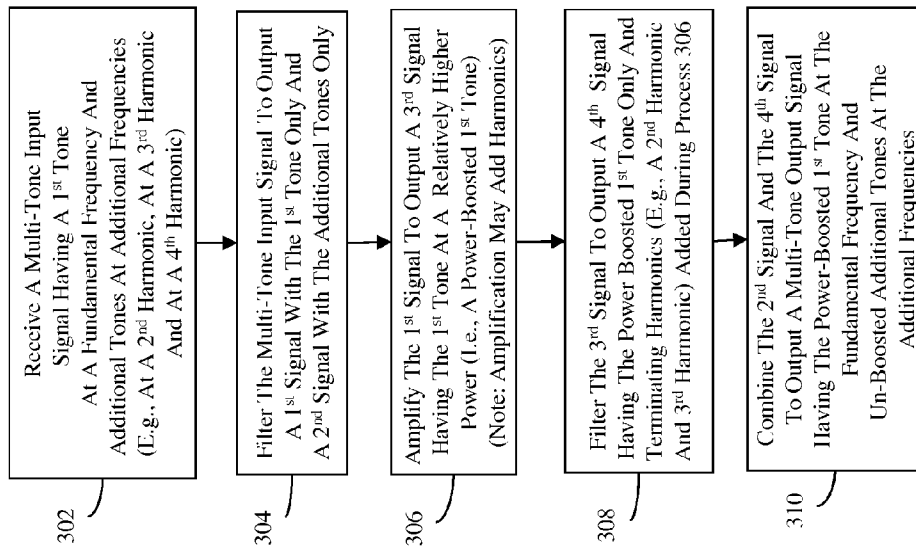 Receive A Multi-Tone Input
Signal Having A 1st Tone
At A Fundamental Frequency And
Additional Tones At Additional Frequencies
(E.g., At A 2nd Harmonic, At A 3rd Harmonic
And At A 4th Harmonic)
302
Filter The Multi-Tone Input Signal To Output
A 1st Signal With The 1st Tone Only And
A 2nd Signal With The Additional Tones Only
304
Amplify The 1st Signal To Output A 3rd Signal
Having The 1st Tone At A Relatively Higher
Power (I.e., A Power-Boosted 1st Tone)
(Note: Amplification May Add Harmonics)
306
Filter The 3rd Signal To Output A 4th Signal
Having The Power Boosted 1st Tone Only And
Terminating Harmonics (E.g., A 2nd Harmonic
And 3rd Harmonic) Added During Process 306
308
Combine The 2nd Signal And The 4th Signal
To Output A Multi-Tone Output Signal
Having The Power-Boosted 1st Tone At The
Fundamental Frequency And
Un-Boosted Additional Tones At The
Additional Frequencies
310